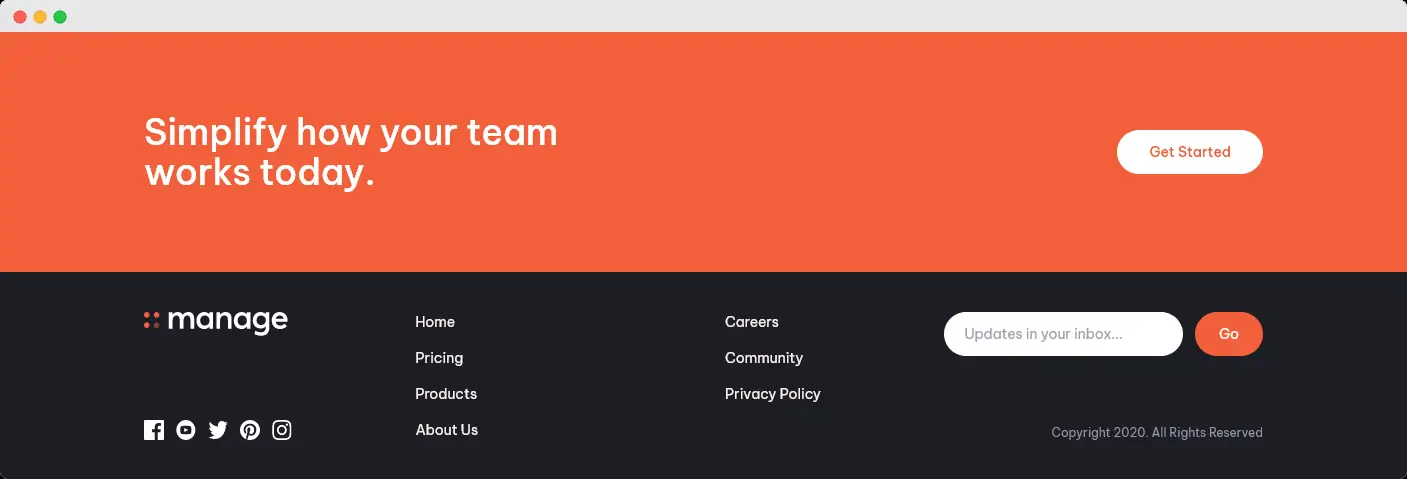 Simplify how your team
works today.
Get Started
manage
Home
Pricing
Products
About Us
Careers
Community
Privacy Policy
Updates in your inbox...
Go
Copyright 2020. All Rights Reserved